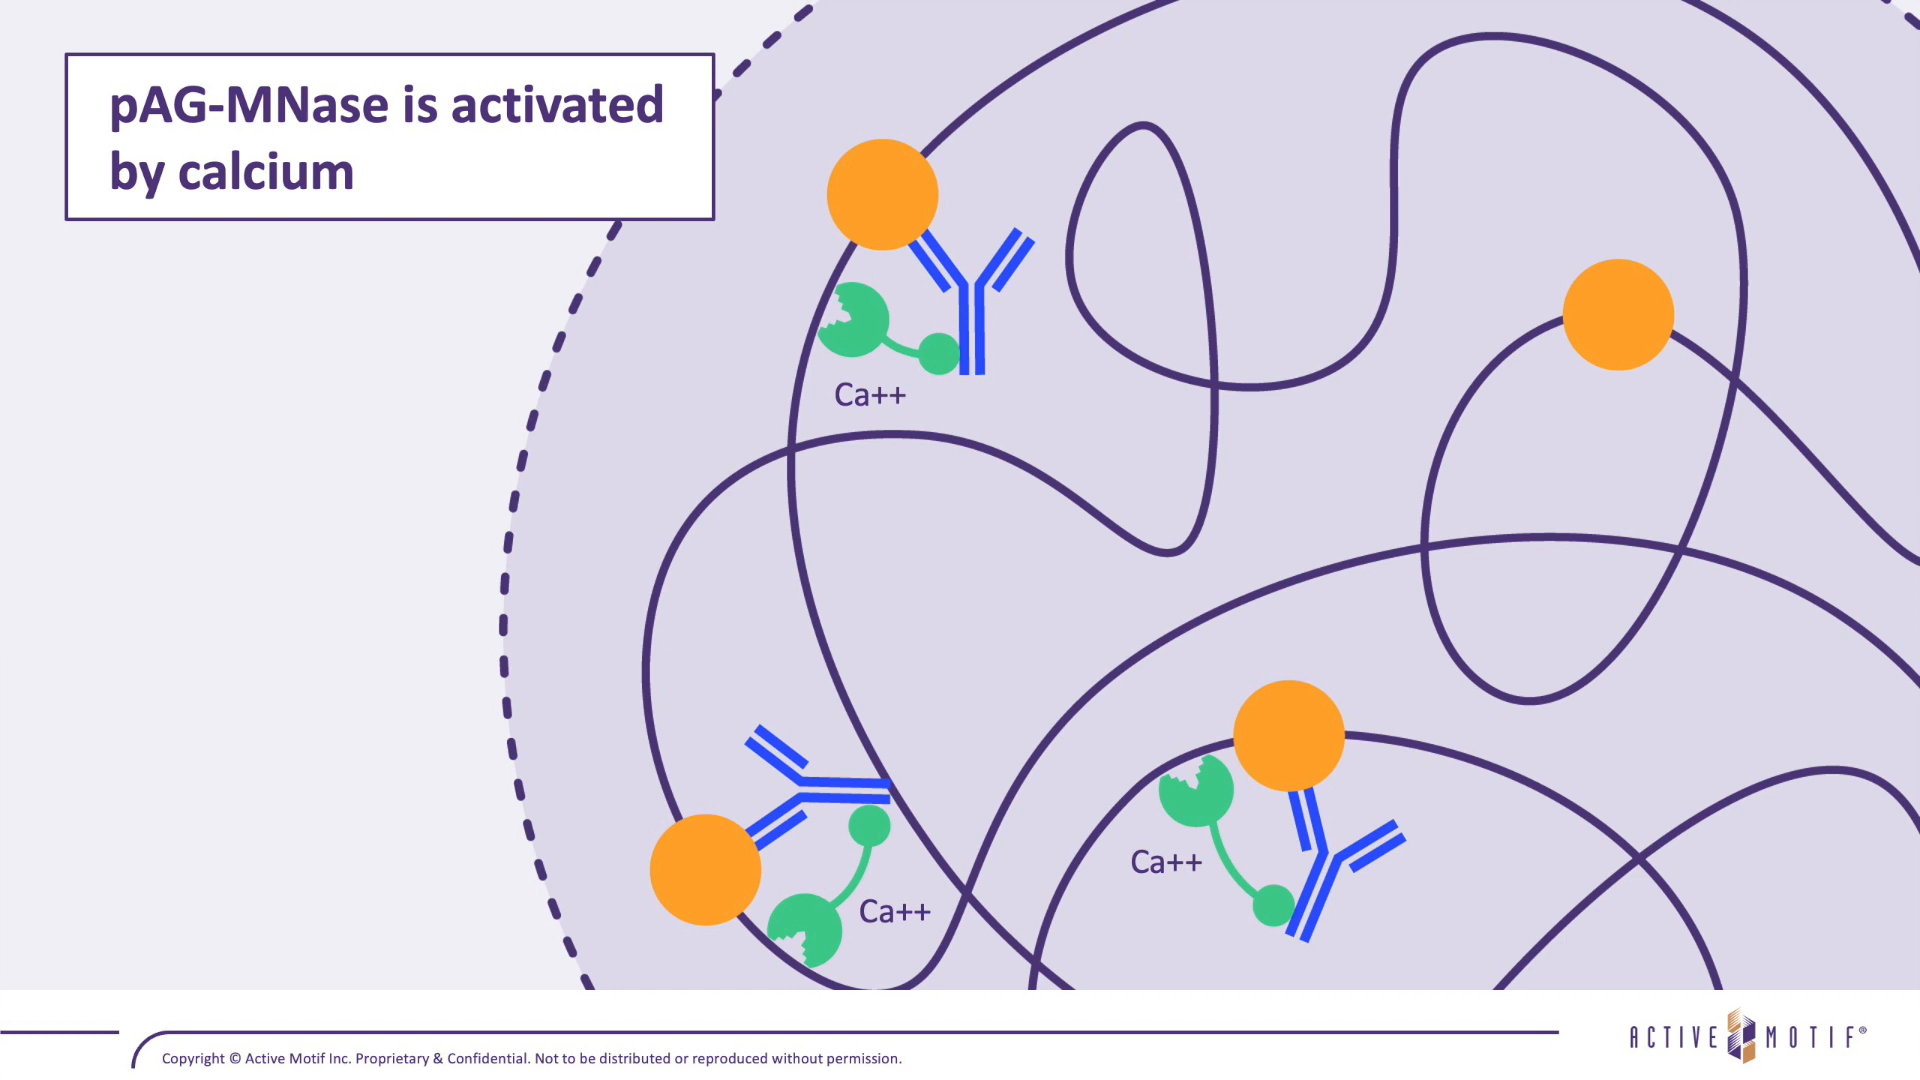 pAG-MNase is activated
by calcium
Ca++
Ca++
Ca++
Copyright © Active Motif Inc. Proprietary & Confidential. Not to be distributed or reproduced without permission.
ACTIVE MOTIF®